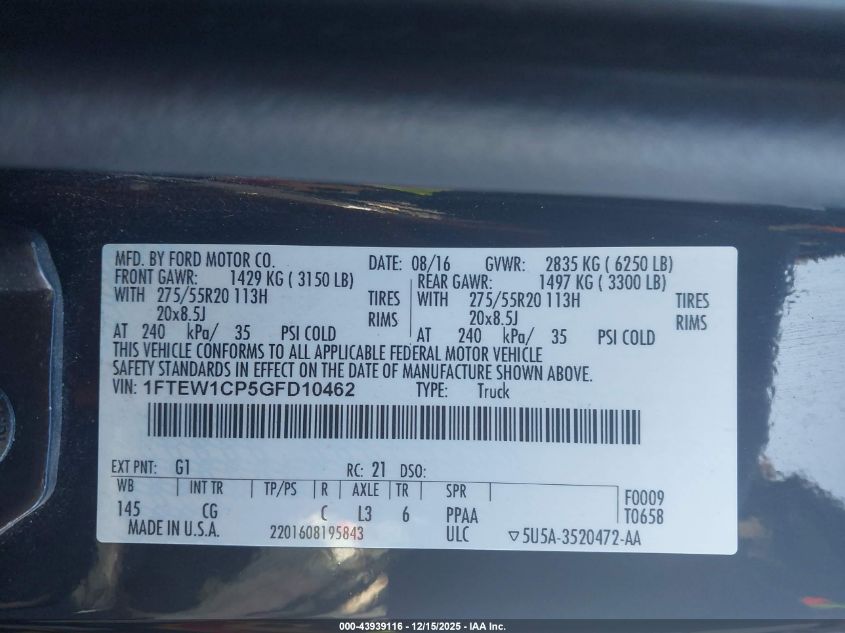 MFD. BY FORD MOTOR CO. DATE: 08/16 GVWR: 2835 KG ( 6250 LB)
FRONT GAWR: 1429 KG ( 3150 LB) REAR GAWR: 1497 KG ( 3300 LB)
WITH 275/55R20 113H TIRES WITH 275/55R20 113H TIRES
20x8.5J RIMS 20x8.5J RIMS
AT 240 kPa/ 35 PSI COLD AT 240 kPa/ 35 PSI COLD
THIS VEHICLE CONFORMS TO ALL APPLICABLE FEDERAL MOTOR VEHICLE
SAFETY STANDARDS IN EFFECT ON THE DATE OF MANUFACTURE SHOWN ABOVE.
VIN: 1FTEW1CP5GFD10462 TYPE: Truck
EXT PNT: G1 RC: 21 DSO:
WB INT TR TP/PS R AXLE TR SPR F0009
145 CG C L3 6 PPAA T065B
MADE IN U.S.A. 2201608195843 ULC ▽5U5A-3520472-AA
000-43939116 - 12/15/2025 - IAA Inc.